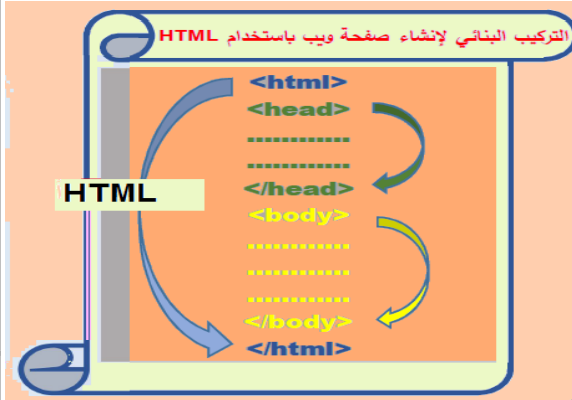 التركيب البنائي لإنشاء صفحة ويب باستخدام HTML
<html>
<head>
.............
.............
</head>
HTML
<body>
.............
.............
.............
</body>
</html>